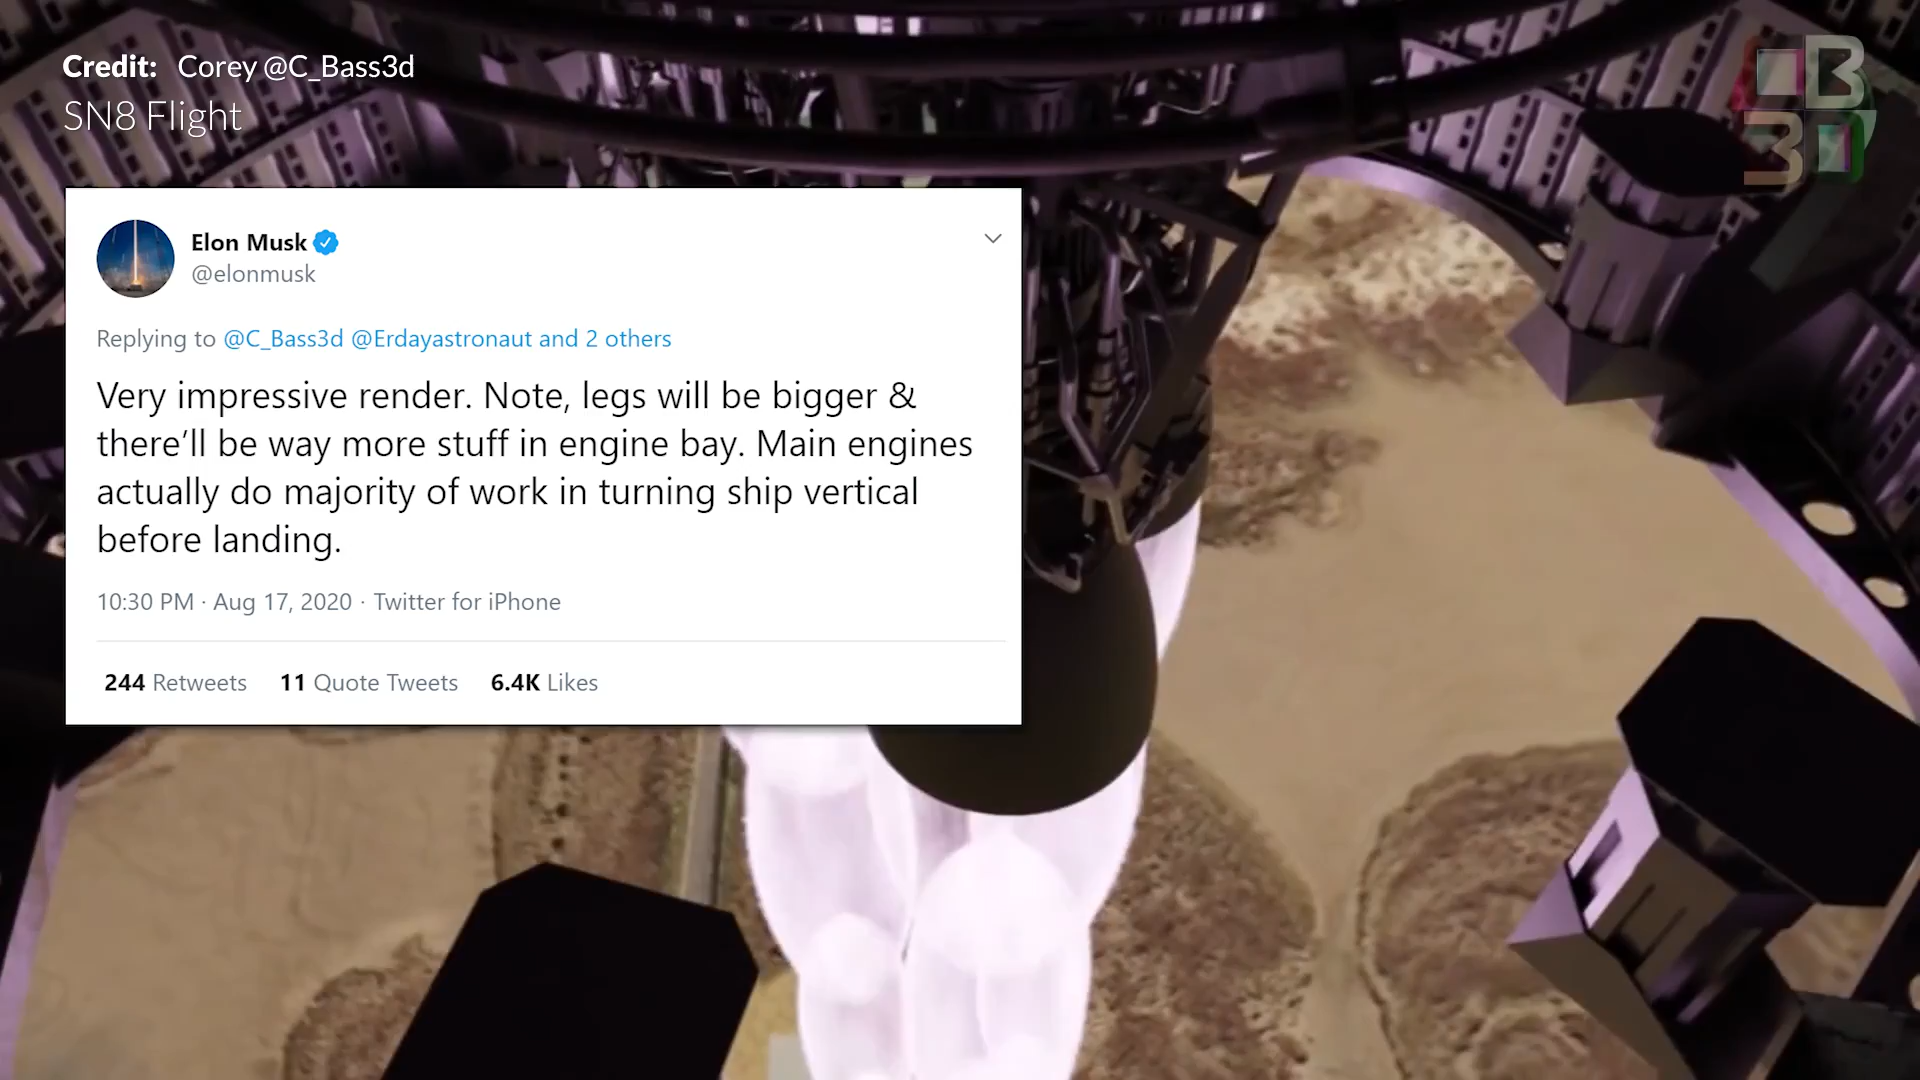 Credit: Corey @C_Bass3d
SN8 Flight
CB
3D
Elon Musk
@elonmusk
Replying to @C_Bass3d @Erdayastronaut and 2 others
Very impressive render. Note, legs will be bigger &
there’ll be way more stuff in engine bay. Main engines
actually do majority of work in turning ship vertical
before landing.
10:30 PM · Aug 17, 2020 · Twitter for iPhone
244 Retweets 11 Quote Tweets 6.4K Likes